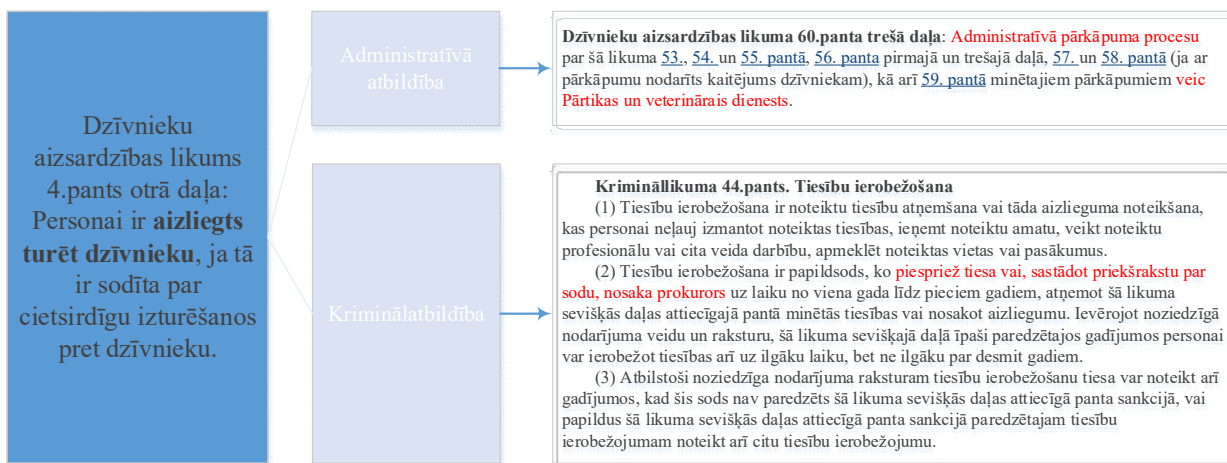 Dzīvnieku
aizsardzības likums
4.pants otrā daļa:
Personai ir aizliegts
turēt dzīvnieku, ja tā
ir sodīta par
cietsirdīgu izturēšanos
pret dzīvnieku.
Administratīvā
atbildība
Dzīvnieku aizsardzības likuma 60.panta trešā daļa: Administratīvā pārkāpuma procesu
par šā likuma 53., 54. un 55. pantā, 56. panta pirmajā un trešajā daļā, 57. un 58. pantā (ja ar
pārkāpumu nodarīts kaitējums dzīvniekam), kā arī 59. pantā minētajiem pārkāpumiem veic
Pārtikas un veterinārais dienests.
Kriminālatbildība
Krimināllikuma 44.pants. Tiesību ierobežošana
(1) Tiesību ierobežošana ir noteiktu tiesību atņemšana vai tāda aizlieguma noteikšana,
kas personai neļauj izmantot noteiktas tiesības, ieņemt noteiktu amatu, veikt noteiktu
profesionālu vai cita veida darbību, apmeklēt noteiktas vietas vai pasākumus.
(2) Tiesību ierobežošana ir papildsods, ko piespriež tiesa vai, sastādot priekšrakstu par
sodu, nosaka prokurors uz laiku no viena gada līdz pieciem gadiem, atņemot šā likuma
sevišķās daļas attiecīgajā pantā minētās tiesības vai nosakot aizliegumu. Ievērojot noziedzīgā
nodarījuma veidu un raksturu, šā likuma sevišķajā daļā īpaši paredzētajos gadījumos personai
var ierobežot tiesības arī uz ilgāku laiku, bet ne ilgāku par desmit gadiem.
(3) Atbilstoši noziedzīga nodarījuma raksturam tiesību ierobežošanu tiesa var noteikt arī
gadījumos, kad šis sods nav paredzēts šā likuma sevišķās daļas attiecīgā panta sankcijā, vai
papildus šā likuma sevišķās daļas attiecīgā panta sankcijā paredzētajam tiesību
ierobežojumam noteikt arī citu tiesību ierobežojumu.